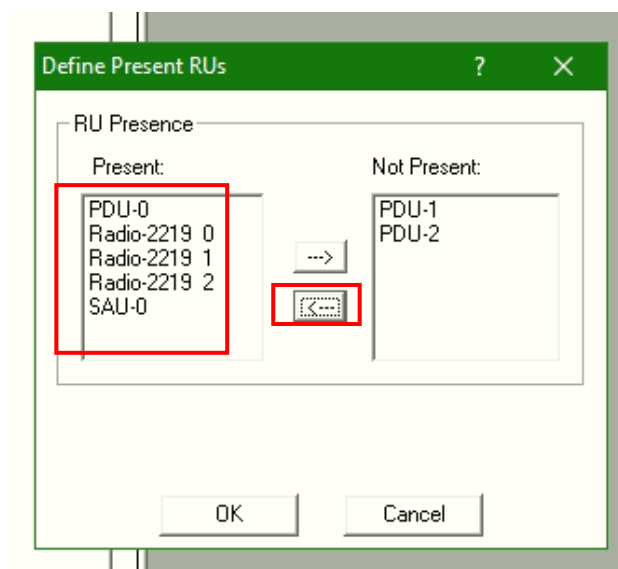 Define Present RUs ? ×
RU Presence
Present:
PDU-0
Radio-2219 0
Radio-2219 1
Radio-2219 2
SAU-0
--->
<---
Not Present:
PDU-1
PDU-2
OK Cancel